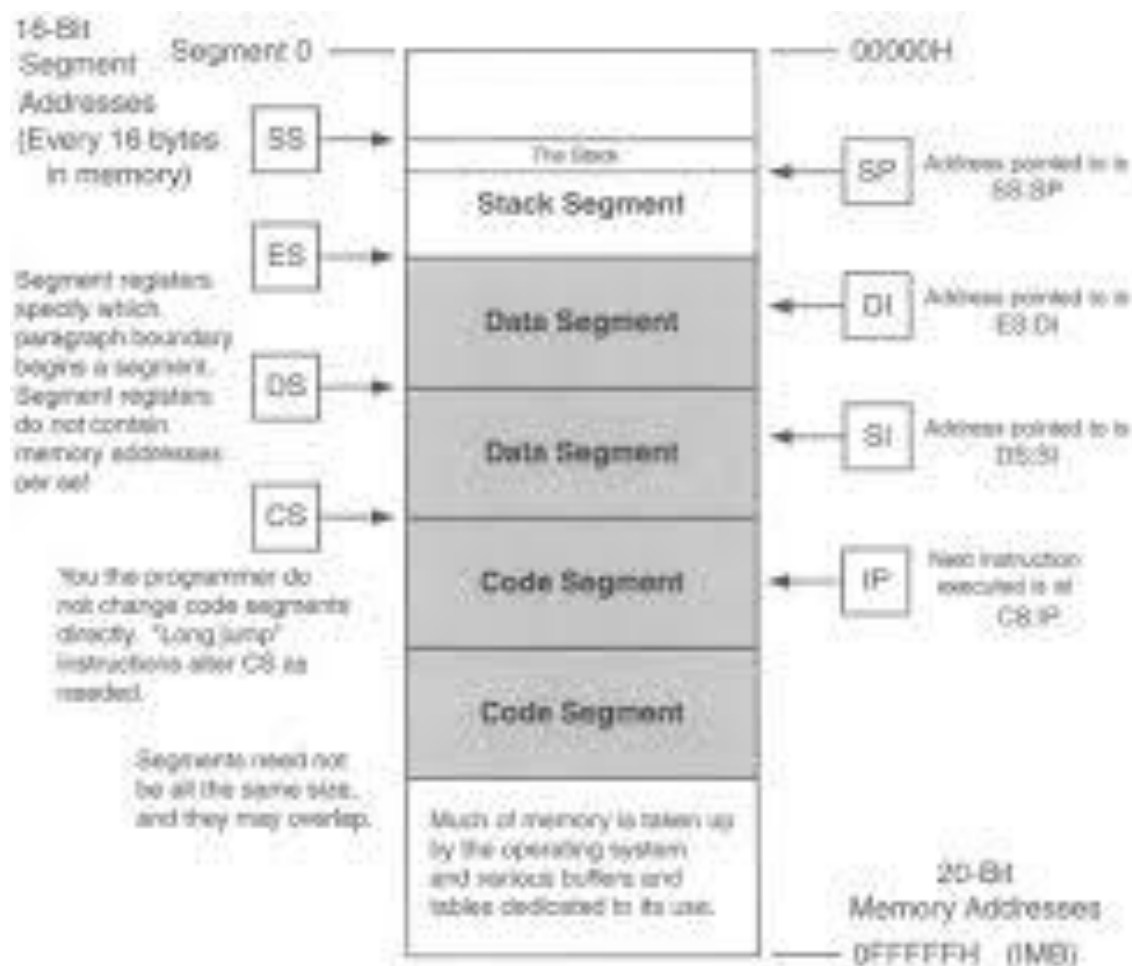 16-Bit
Segment
Addresses
(Every 16 bytes
in memory)
Segment 0
00000H
SS
The Stack
SP
Address pointed to is
SS:SP
Stack Segment
ES
Segment registers
specify which
paragraph boundary
begins a segment.
Segment registers
do not contain
memory addresses
per se!
Data Segment
DI
Address pointed to is
ES:DI
DS
Data Segment
SI
Address pointed to is
DS:SI
CS
You the programmer do
not change code segments
directly. "Long jump"
instructions alter CS as
needed.
Code Segment
IP
Next instruction
executed is at
CS:IP
Code Segment
Segments need not
be all the same size,
and they may overlap.
Much of memory is taken up
by the operating system
and various buffers and
tables dedicated to its use.
20-Bit
Memory Addresses
0FFFFFH (1MB)